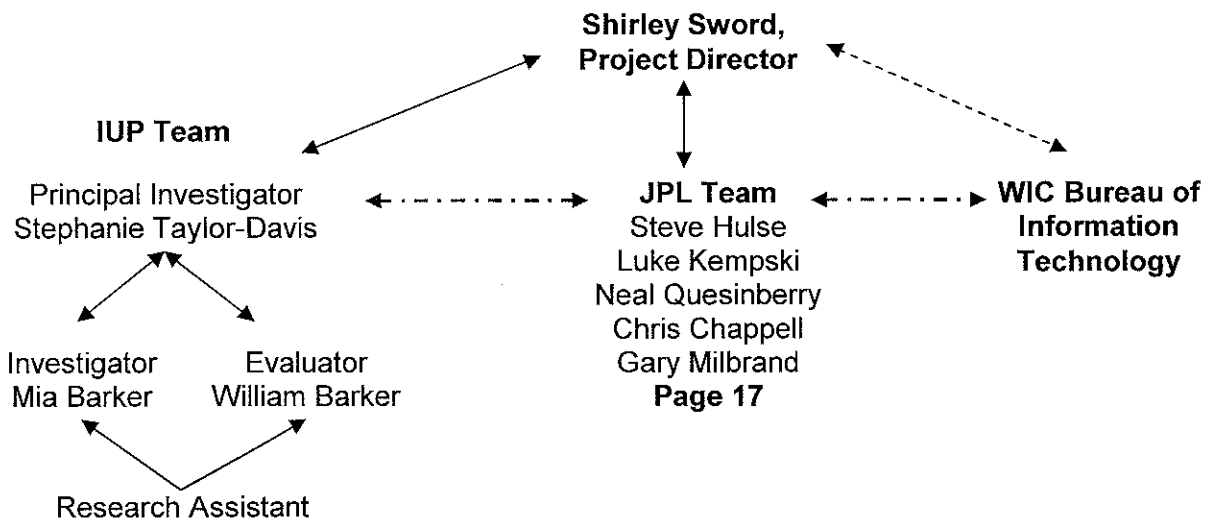 Shirley Sword,
Project Director
IUP Team
Principal Investigator
Stephanie Taylor-Davis
JPL Team
Steve Hulse
Luke Kempski
Neal Quesinberry
Chris Chappell
Gary Milbrand
Page 17
WIC Bureau of
Information
Technology
Investigator
Mia Barker
Evaluator
William Barker
Research Assistant